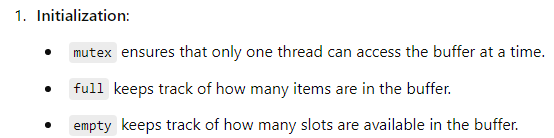 1. Initialization:
• mutex ensures that only one thread can access the buffer at a time.
• full keeps track of how many items are in the buffer.
• empty keeps track of how many slots are available in the buffer.